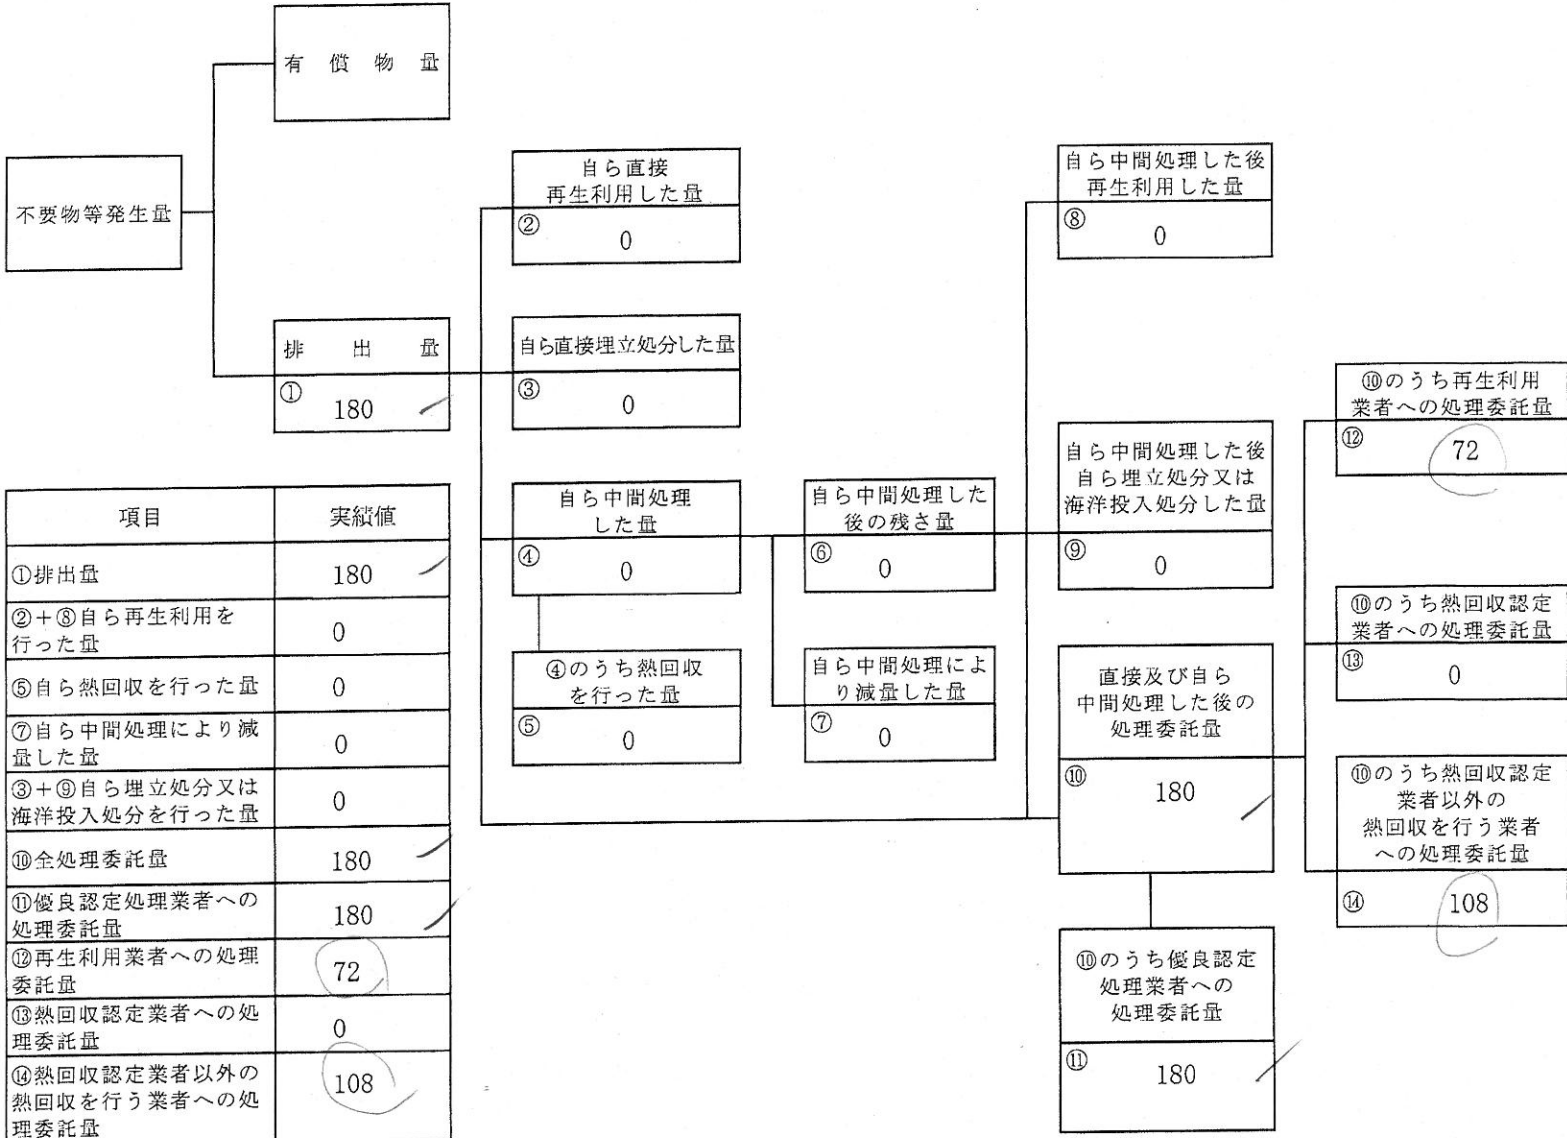 有償物量
不要物等発生量
排出量
① 180
自ら直接
再生利用した量
② 0
自ら直接埋立処分した量
③ 0
自ら中間処理
した量
④ 0
④のうち熱回収
を行った量
⑤ 0
自ら中間処理した
後の残さ量
⑥ 0
自ら中間処理によ
り減量した量
⑦ 0
自ら中間処理した後
再生利用した量
⑧ 0
自ら中間処理した後
自ら埋立処分又は
海洋投入処分した量
⑨ 0
直接及び自ら
中間処理した後の
処理委託量
⑩ 180
⑩のうち優良認定
処理業者への
処理委託量
⑪ 180
⑩のうち再生利用
業者への処理委託量
⑫ 72
⑩のうち熱回収認定
業者への処理委託量
⑬ 0
⑩のうち熱回収認定
業者以外の
熱回収を行う業者
への処理委託量
⑭ 108
項目 実績値
①排出量 180
②+⑧自ら再生利用を
行った量 0
⑤自ら熱回収を行った量 0
⑦自ら中間処理により減
量した量 0
③+⑨自ら埋立処分又は
海洋投入処分を行った量 0
⑩全処理委託量 180
⑪優良認定処理業者への
処理委託量 180
⑫再生利用業者への処理
委託量 72
⑬熱回収認定業者への処
理委託量 0
⑭熱回収認定業者以外の
熱回収を行う業者への処
理委託量 108